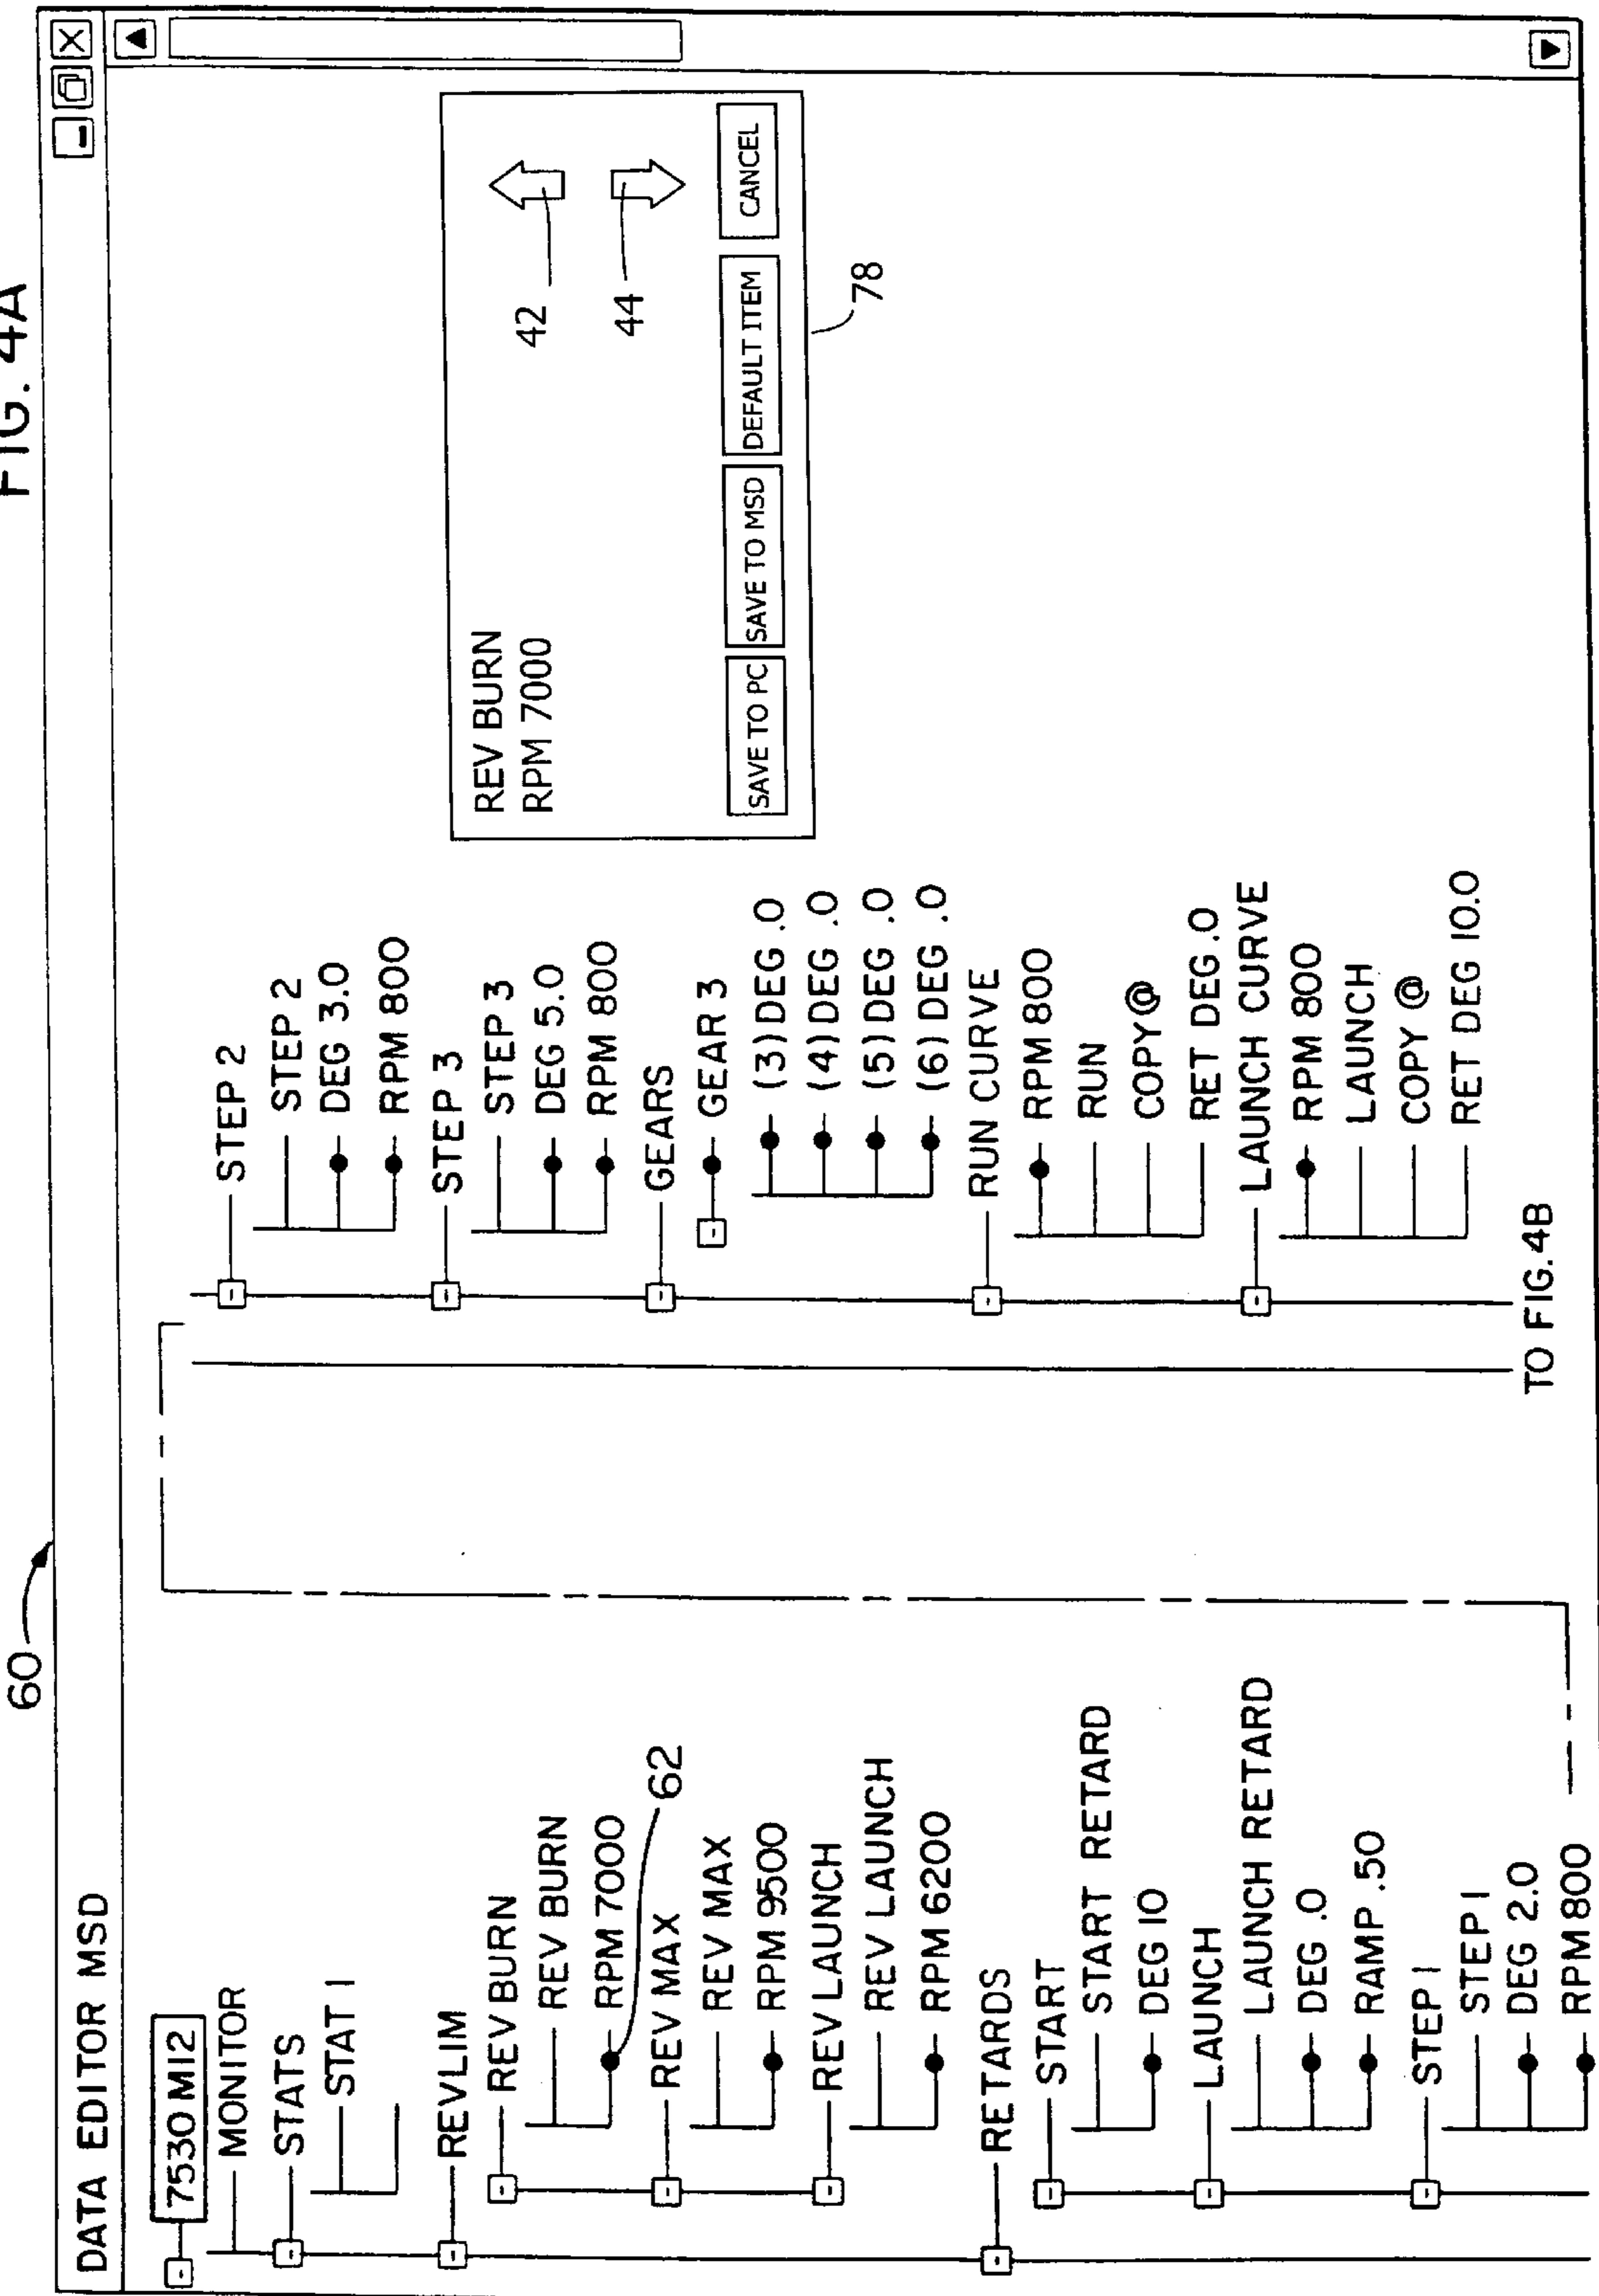 FIG. 4A
60
DATA EDITOR MSD
7530 M12
MONITOR
STATS
STAT 1
REVLIM
REV BURN
REV BURN
RPM 7000
62
REV MAX
REV MAX
RPM 9500
REV LAUNCH
REV LAUNCH
RPM 6200
RETARDS
START
START RETARD
DEG 10
LAUNCH
LAUNCH RETARD
DEG .0
RAMP .50
STEP 1
STEP 1
DEG 2.0
RPM 800
STEP 2
STEP 2
DEG 3.0
RPM 800
STEP 3
STEP 3
DEG 5.0
RPM 800
GEARS
GEAR 3
(3) DEG .0
(4) DEG .0
(5) DEG .0
(6) DEG .0
RUN CURVE
RPM 800
RUN
COPY @
RET DEG .0
LAUNCH CURVE
RPM 800
LAUNCH
COPY @
RET DEG 10.0
TO FIG. 4B
REV BURN
RPM 7000
42
44
SAVE TO PC
SAVE TO MSD
DEFAULT ITEM
CANCEL
78